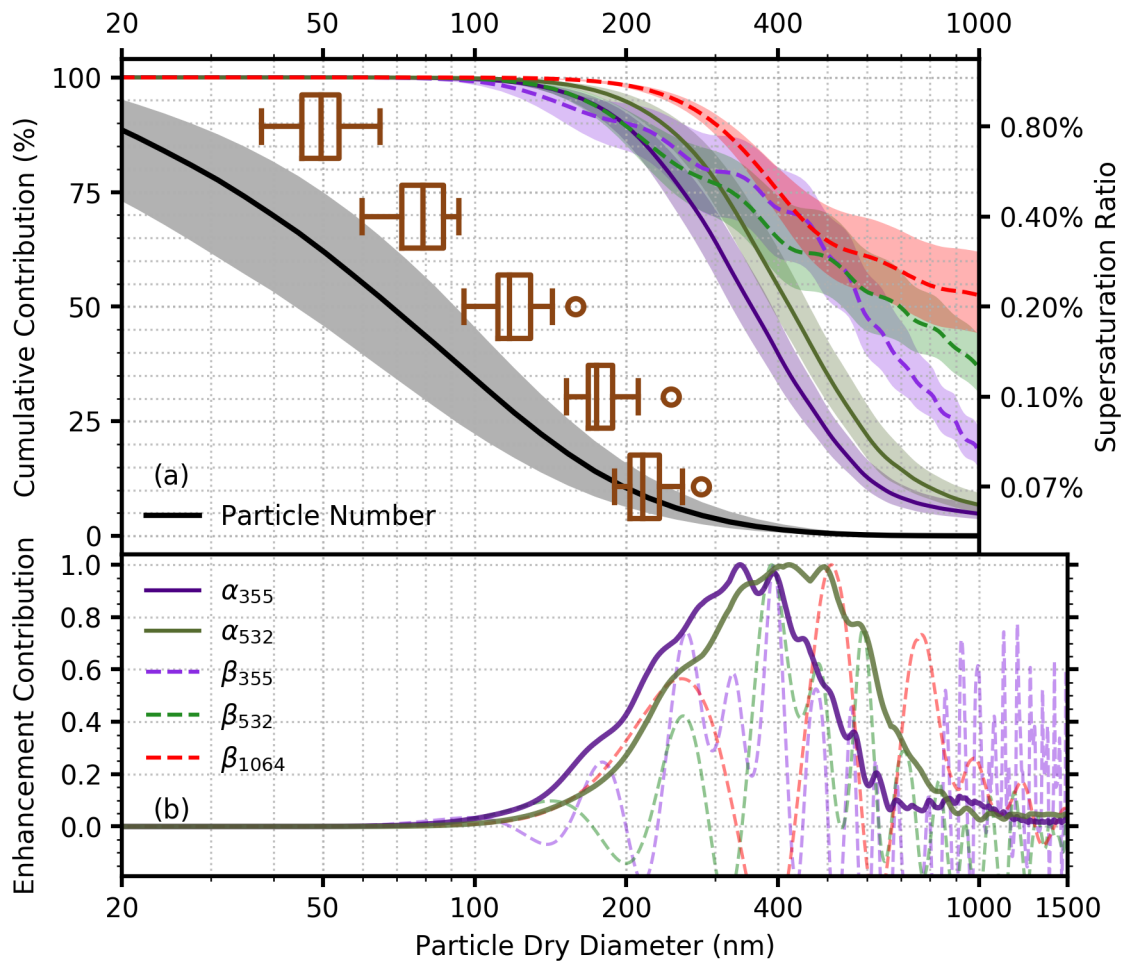 20 50 100 200 400 1000
Cumulative Contribution (%)
100
75
50
25
0
0.80%
0.40%
0.20%
0.10%
0.07%
Supersaturation Ratio
(a)
Particle Number
Enhancement Contribution
1.0
0.8
0.6
0.4
0.2
0.0
α355
α532
β355
β532
β1064
(b)
20 50 100 200 400 1000 1500
Particle Dry Diameter (nm)